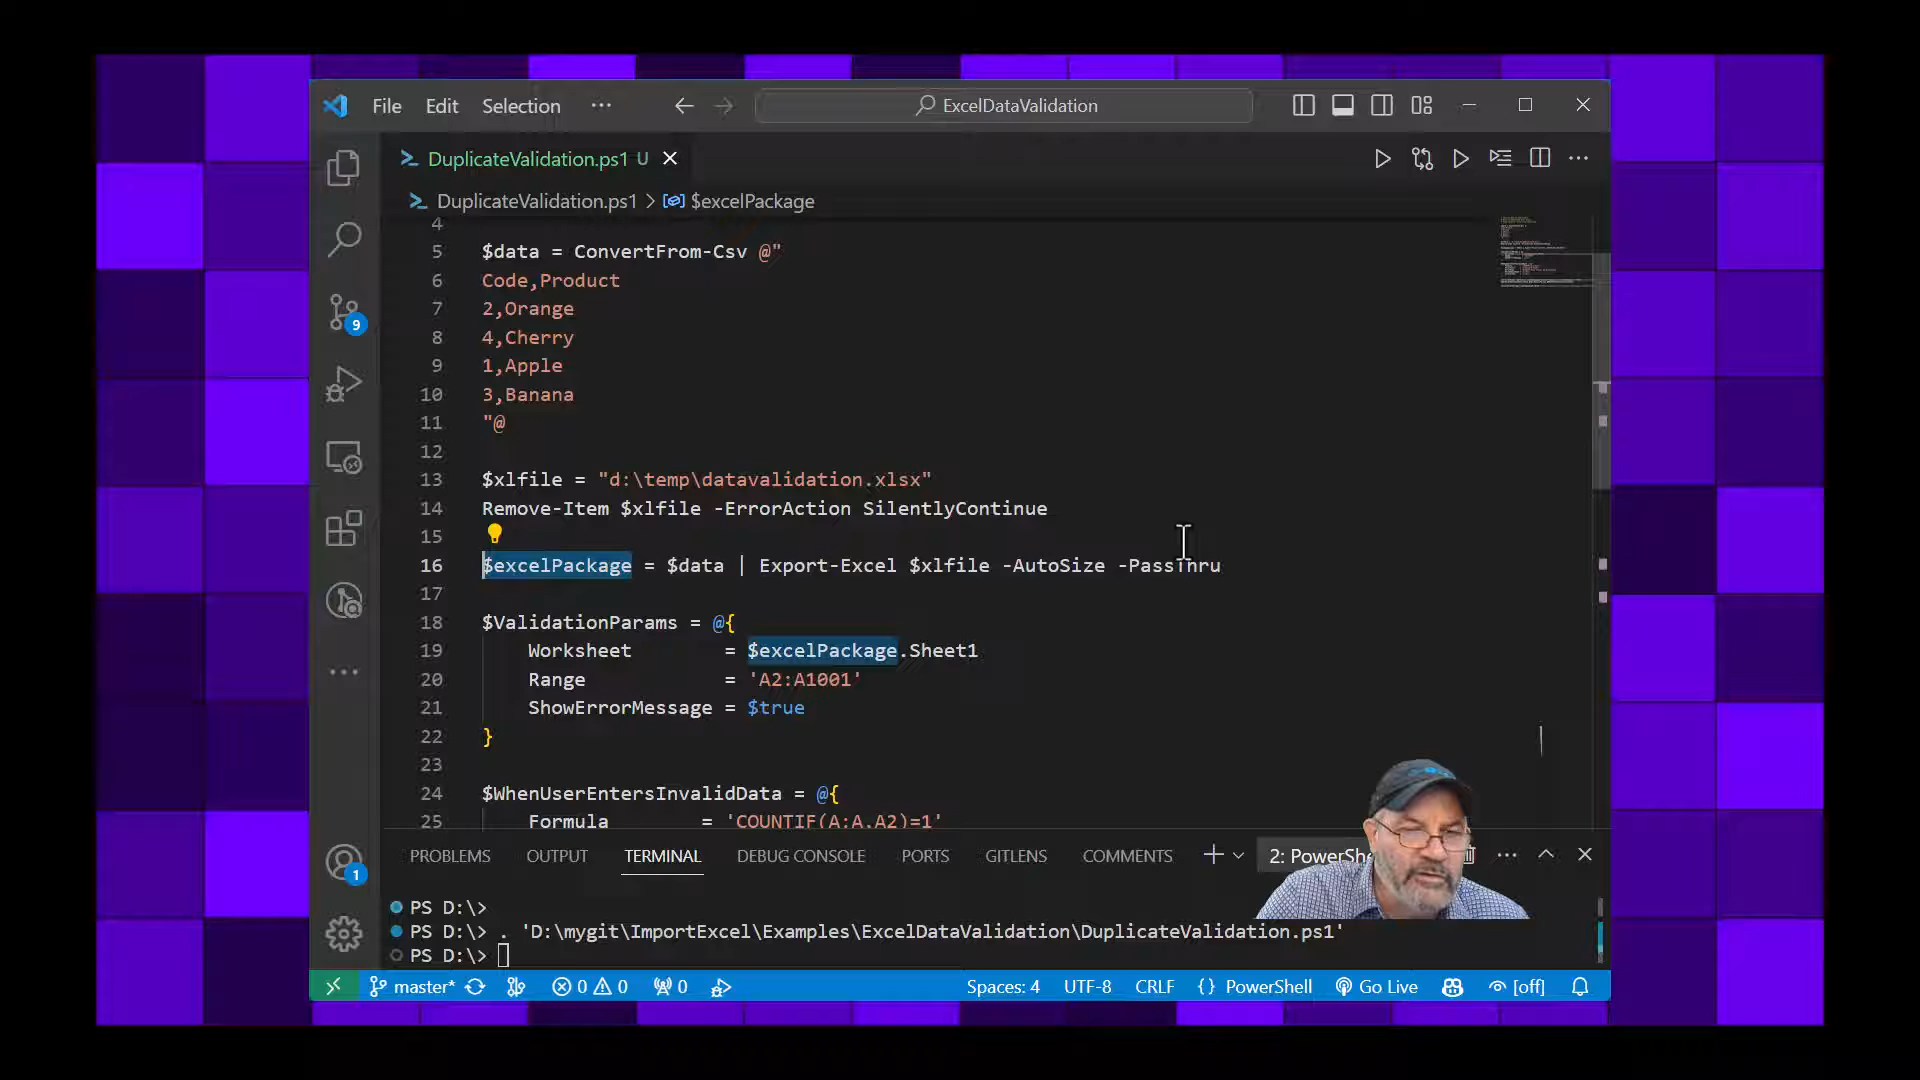 File Edit Selection ··· ExcelDataValidation
DuplicateValidation.ps1 U
DuplicateValidation.ps1 > $excelPackage
4
5 $data = ConvertFrom-Csv @"
6 Code,Product
7 2,Orange
8 4,Cherry
9 1,Apple
10 3,Banana
11 "@
12
13 $xlfile = "d:\temp\datavalidation.xlsx"
14 Remove-Item $xlfile -ErrorAction SilentlyContinue
15
16 $excelPackage = $data | Export-Excel $xlfile -AutoSize -PassThru
17
18 $ValidationParams = @{
19 Worksheet = $excelPackage.Sheet1
20 Range = 'A2:A1001'
21 ShowErrorMessage = $true
22 }
23
24 $WhenUserEntersInvalidData = @{
25 Formula = 'COUNTIF(A:A,A2)=1'
9
1
PROBLEMS OUTPUT TERMINAL DEBUG CONSOLE PORTS GITLENS COMMENTS 2: PowerShe
PS D:\>
PS D:\> . 'D:\mygit\ImportExcel\Examples\ExcelDataValidation\DuplicateValidation.ps1'
PS D:\>
master* 0 0 0 Spaces: 4 UTF-8 CRLF {} PowerShell Go Live [off]